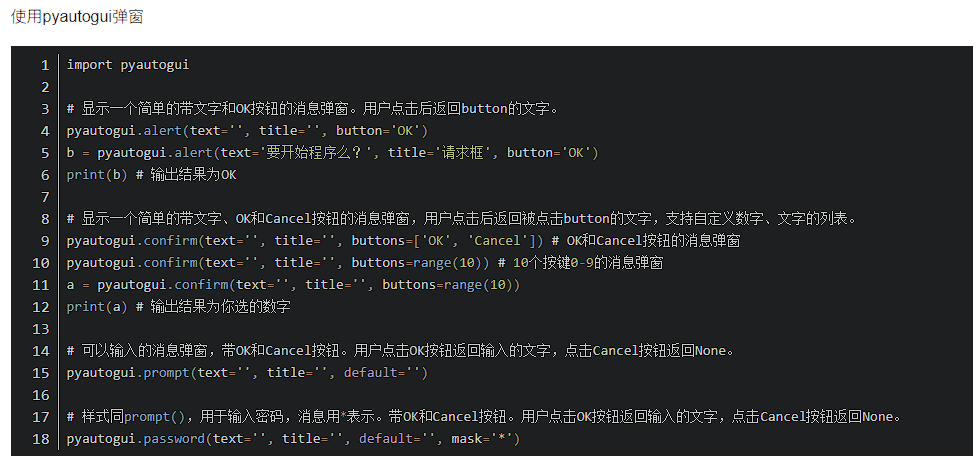 使用pyautogui弹窗
1 import pyautogui
2
3 # 显示一个简单的带文字和OK按钮的消息弹窗。用户点击后返回button的文字。
4 pyautogui.alert(text='', title='', button='OK')
5 b = pyautogui.alert(text='要开始程序么？', title='请求框', button='OK')
6 print(b) # 输出结果为OK
7
8 # 显示一个简单的带文字、OK和Cancel按钮的消息弹窗，用户点击后返回被点击button的文字，支持自定义数字、文字的列表。
9 pyautogui.confirm(text='', title='', buttons=['OK', 'Cancel']) # OK和Cancel按钮的消息弹窗
10 pyautogui.confirm(text='', title='', buttons=range(10)) # 10个按键0-9的消息弹窗
11 a = pyautogui.confirm(text='', title='', buttons=range(10))
12 print(a) # 输出结果为你选的数字
13
14 # 可以输入的消息弹窗，带OK和Cancel按钮。用户点击OK按钮返回输入的文字，点击Cancel按钮返回None。
15 pyautogui.prompt(text='', title='', default='')
16
17 # 样式同prompt()，用于输入密码，消息用*表示。带OK和Cancel按钮。用户点击OK按钮返回输入的文字，点击Cancel按钮返回None。
18 pyautogui.password(text='', title='', default='', mask='*')